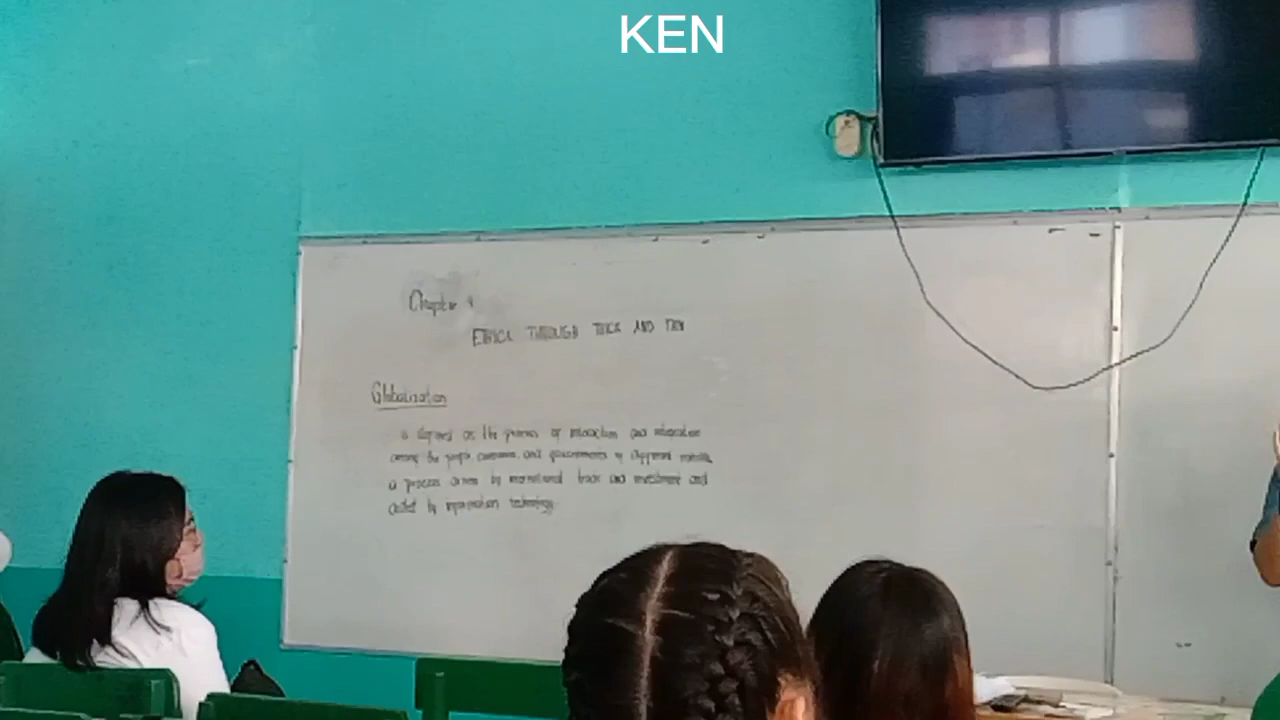 KEN
Chapter 4
ETHICS THROUGH THICK AND THIN
Globalization
is defined as the process of interaction and integration
among the people companies and governments of different nations,
a process driven by international trade and investment and
aided by information technology.